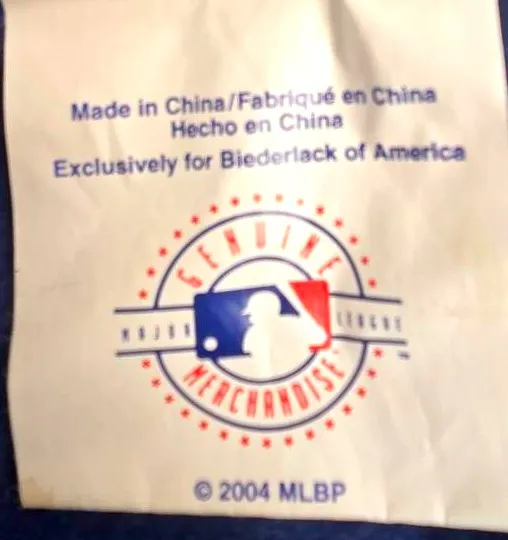 Made in China/Fabriqué en China
Hecho en China
Exclusively for Biederlack of America
GENUINE
MAJOR LEAGUE
MERCHANDISE
TM
© 2004 MLBP